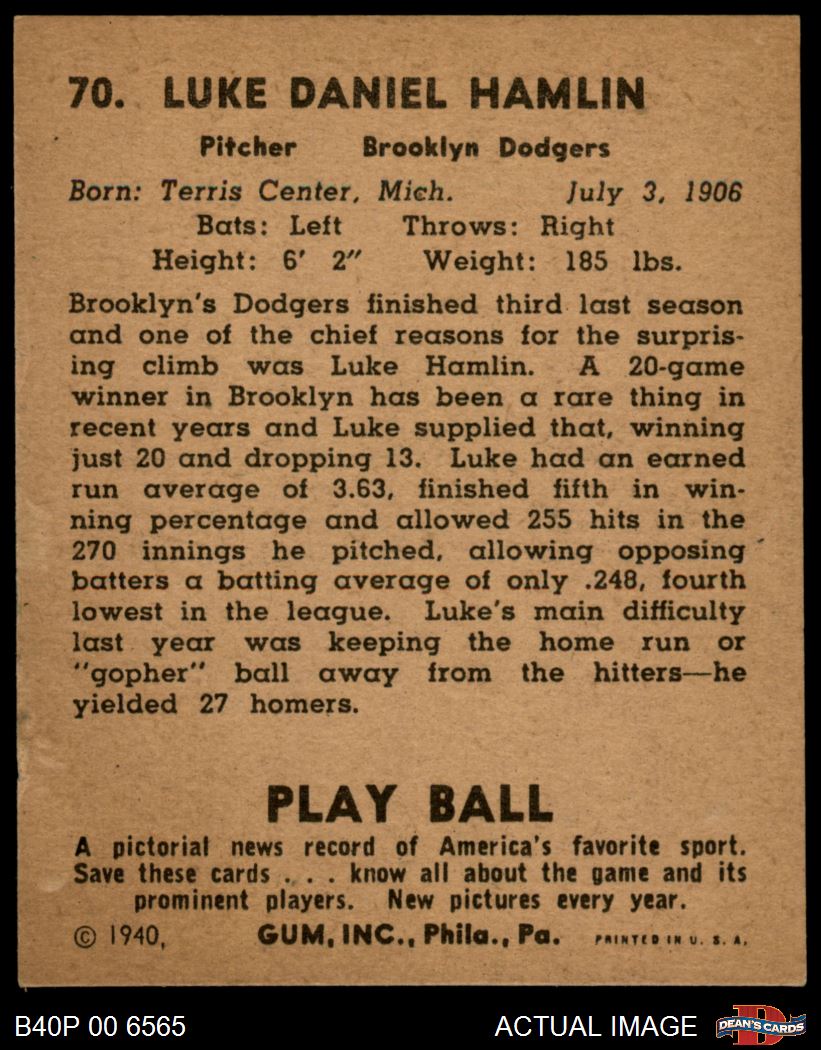 70. LUKE DANIEL HAMLIN
Pitcher Brooklyn Dodgers
Born: Terris Center, Mich. July 3, 1906
Bats: Left Throws: Right
Height: 6' 2" Weight: 185 lbs.
Brooklyn's Dodgers finished third last season
and one of the chief reasons for the surpris-
ing climb was Luke Hamlin. A 20-game
winner in Brooklyn has been a rare thing in
recent years and Luke supplied that, winning
just 20 and dropping 13. Luke had an earned
run average of 3.63, finished fifth in win-
ning percentage and allowed 255 hits in the
270 innings he pitched, allowing opposing
batters a batting average of only .248, fourth
lowest in the league. Luke's main difficulty
last year was keeping the home run or
"gopher" ball away from the hitters—he
yielded 27 homers.
PLAY BALL
A pictorial news record of America's favorite sport.
Save these cards . . . know all about the game and its
prominent players. New pictures every year.
© 1940, GUM, INC., Phila., Pa. PRINTED IN U. S. A.
B40P 00 6565 ACTUAL IMAGE D DEAN'S CARDS